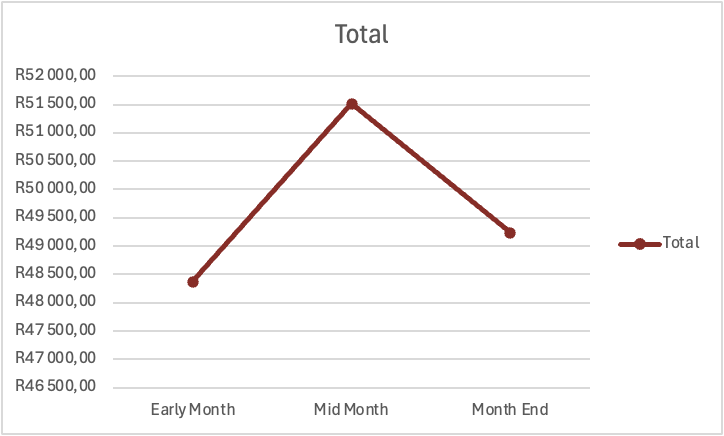 Total
R52 000,00
R51 500,00
R51 000,00
R50 500,00
R50 000,00
R49 500,00
R49 000,00
R48 500,00
R48 000,00
R47 500,00
R47 000,00
R46 500,00
Early Month
Mid Month
Month End
Total